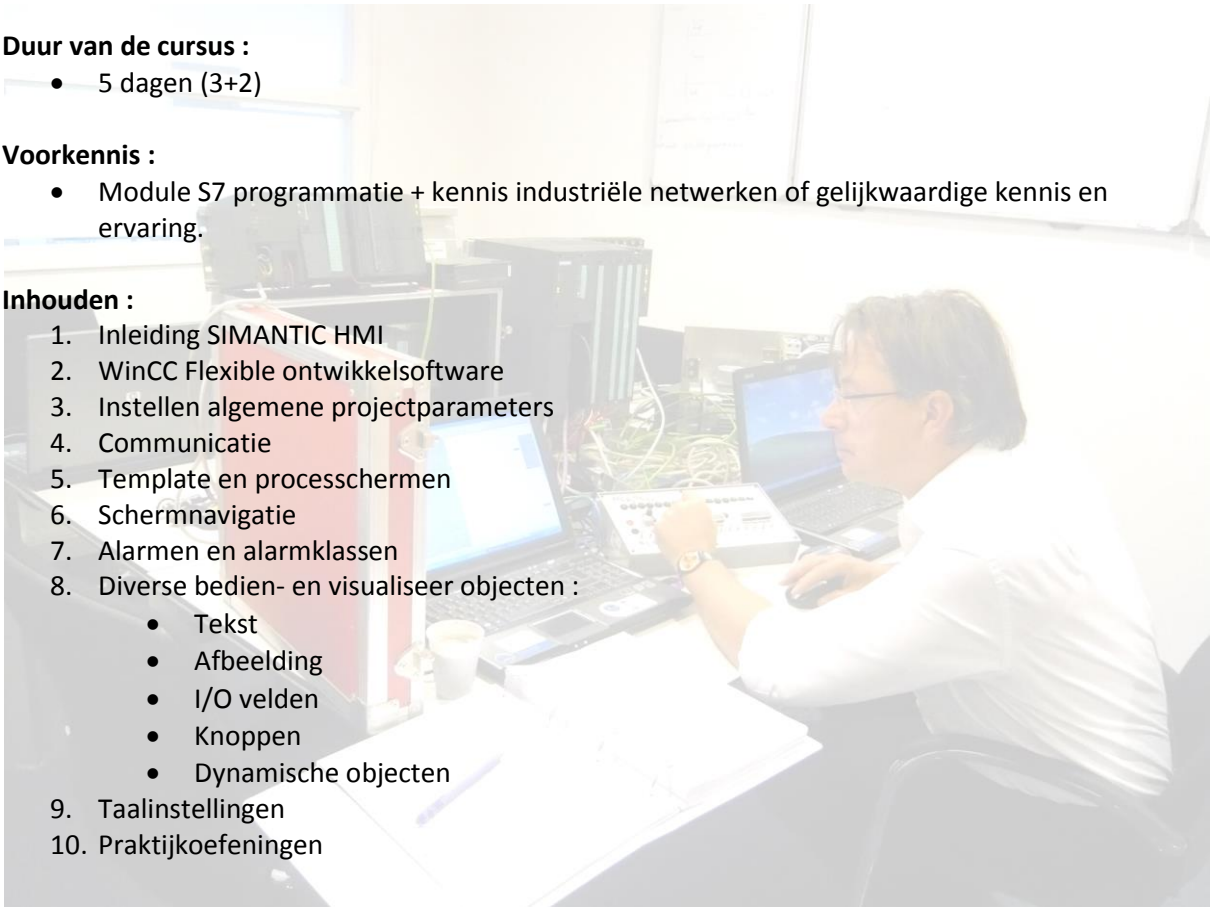 Duur van de cursus :
• 5 dagen (3+2)
Voorkennis :
• Module S7 programmatie + kennis industriële netwerken of gelijkwaardige kennis en
ervaring.
Inhouden :
1. Inleiding SIMANTIC HMI
2. WinCC Flexible ontwikkelsoftware
3. Instellen algemene projectparameters
4. Communicatie
5. Template en processchermen
6. Schermnavigatie
7. Alarmen en alarmklassen
8. Diverse bedien- en visualiseer objecten :
• Tekst
• Afbeelding
• I/O velden
• Knoppen
• Dynamische objecten
9. Taalinstellingen
10. Praktijkoefeningen